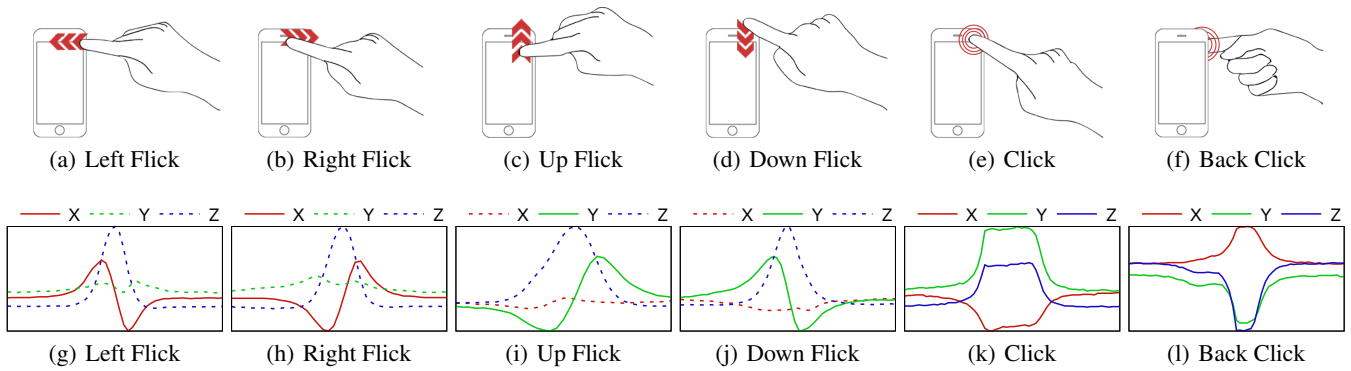 (a) Left Flick (b) Right Flick (c) Up Flick (d) Down Flick (e) Click (f) Back Click
X Y Z X Y Z X Y Z X Y Z X Y Z X Y Z
(g) Left Flick (h) Right Flick (i) Up Flick (j) Down Flick (k) Click (l) Back Click